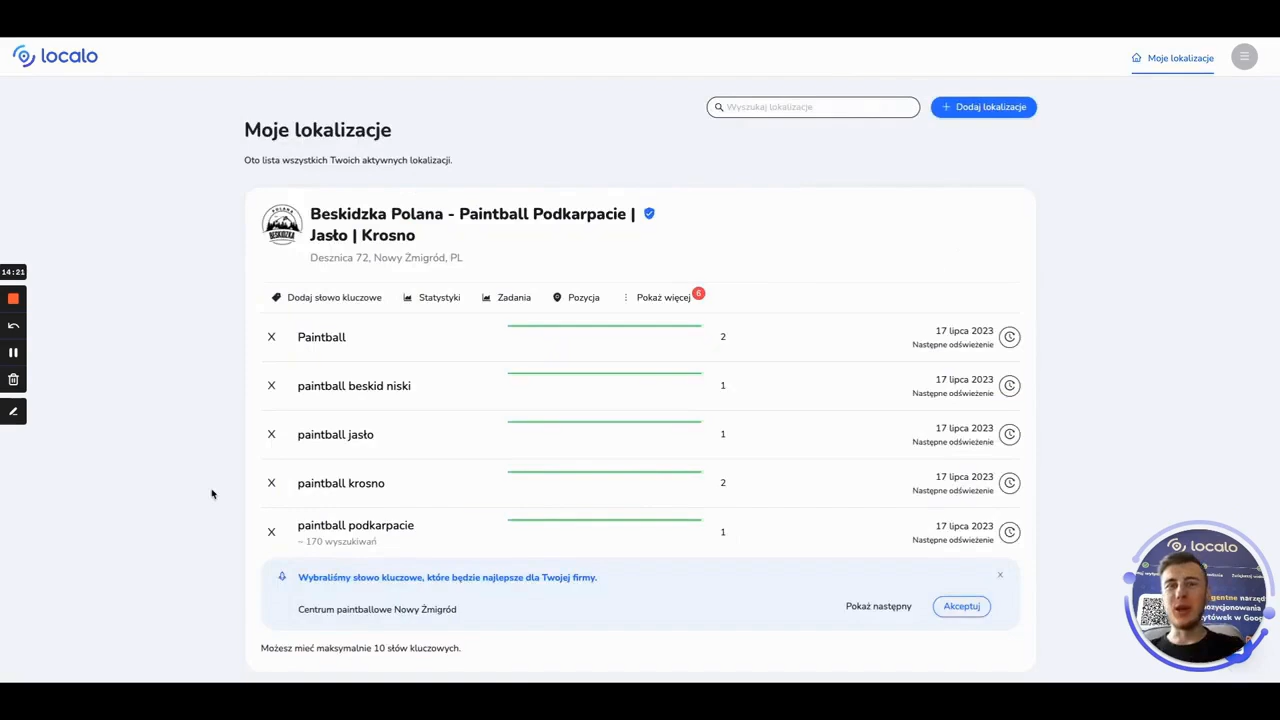 localo
Moje lokalizacje
Wyszukaj lokalizacje
Dodaj lokalizacje
Moje lokalizacje
Oto lista wszystkich Twoich aktywnych lokalizacji.
POLANA
BESKIDZKA
Beskidzka Polana - Paintball Podkarpacie |
Jasło | Krosno
Desznica 72, Nowy Żmigród, PL
14:21
Dodaj słowo kluczowe
Statystyki
Zadania
Pozycja
Pokaż więcej
6
X Paintball 2 17 lipca 2023
Następne odświeżenie
X paintball beskid niski 1 17 lipca 2023
Następne odświeżenie
X paintball jasło 1 17 lipca 2023
Następne odświeżenie
X paintball krosno 2 17 lipca 2023
Następne odświeżenie
X paintball podkarpacie 1 17 lipca 2023
~ 170 wyszukiwań Następne odświeżenie
Wybraliśmy słowo kluczowe, które będzie najlepsze dla Twojej firmy.
Centrum paintballowe Nowy Żmigród
Pokaż następny
Akceptuj
Możesz mieć maksymalnie 10 słów kluczowych.
localo